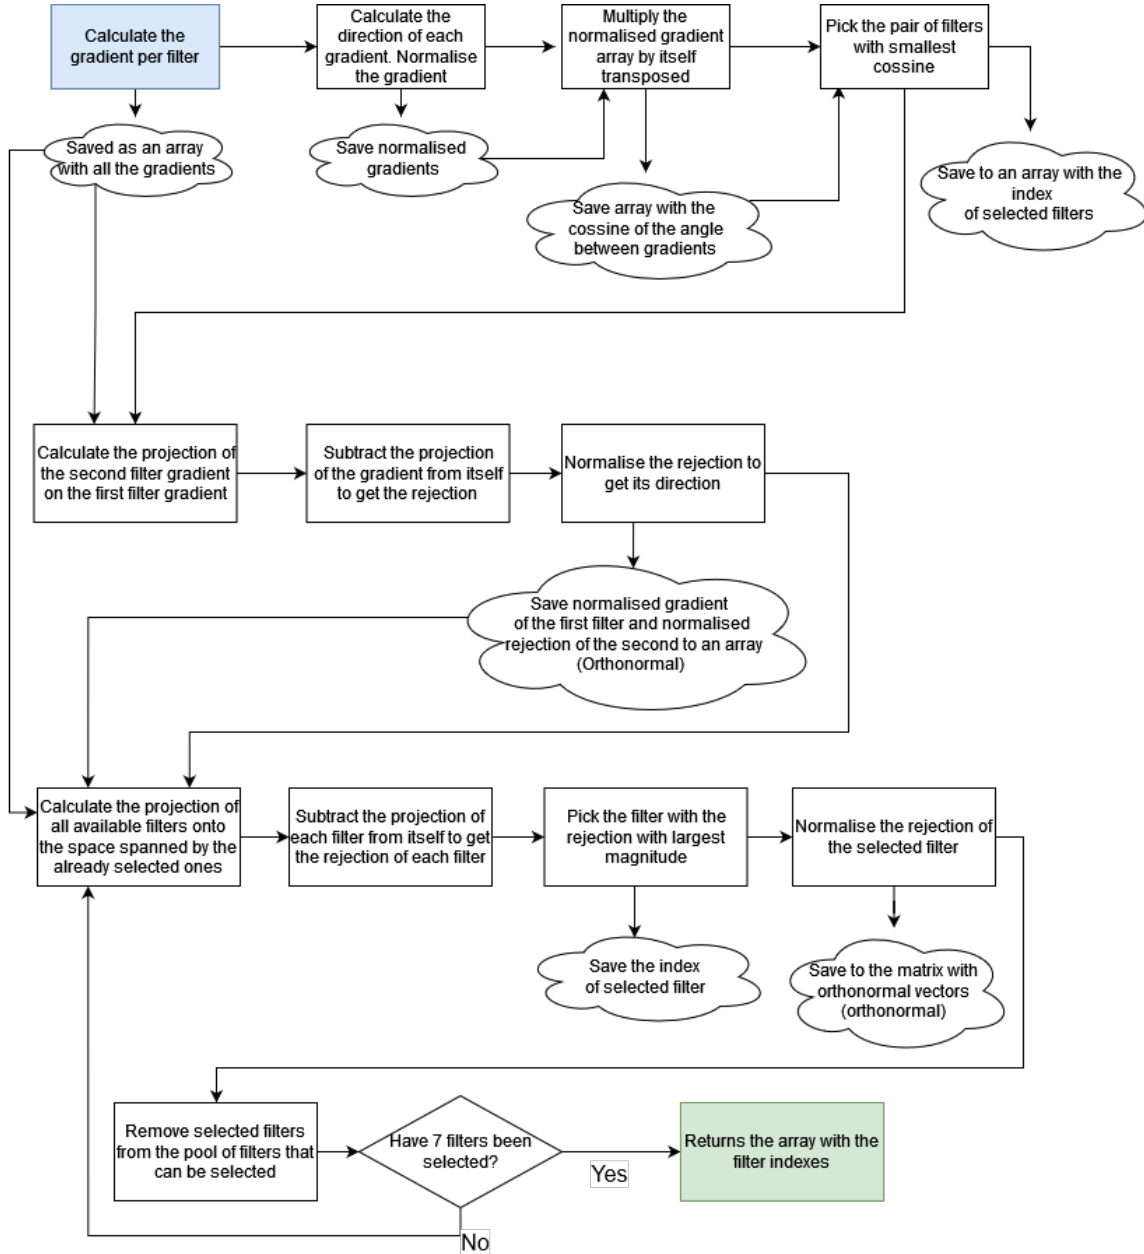 Calculate the
gradient per filter
Calculate the
direction of each
gradient. Normalise
the gradient
Multiply the
normalised gradient
array by itself
transposed
Pick the pair of filters
with smallest
cossine
Saved as an array
with all the gradients
Save normalised
gradients
Save array with the
cossine of the angle
between gradients
Save to an array with the
index
of selected filters
Calculate the projection of
the second filter gradient
on the first filter gradient
Subtract the projection
of the gradient from itself
to get the rejection
Normalise the rejection to
get its direction
Save normalised gradient
of the first filter and normalised
rejection of the second to an array
(Orthonormal)
Calculate the projection of
all available filters onto
the space spanned by the
already selected ones
Subtract the projection of
each filter from itself to get
the rejection of each filter
Pick the filter with the
rejection with largest
magnitude
Normalise the rejection of
the selected filter
Save the index
of selected filter
Save to the matrix with
orthonormal vectors
(orthonormal)
Remove selected filters
from the pool of filters that
can be selected
Have 7 filters been
selected?
Yes
Returns the array with the
filter indexes
No